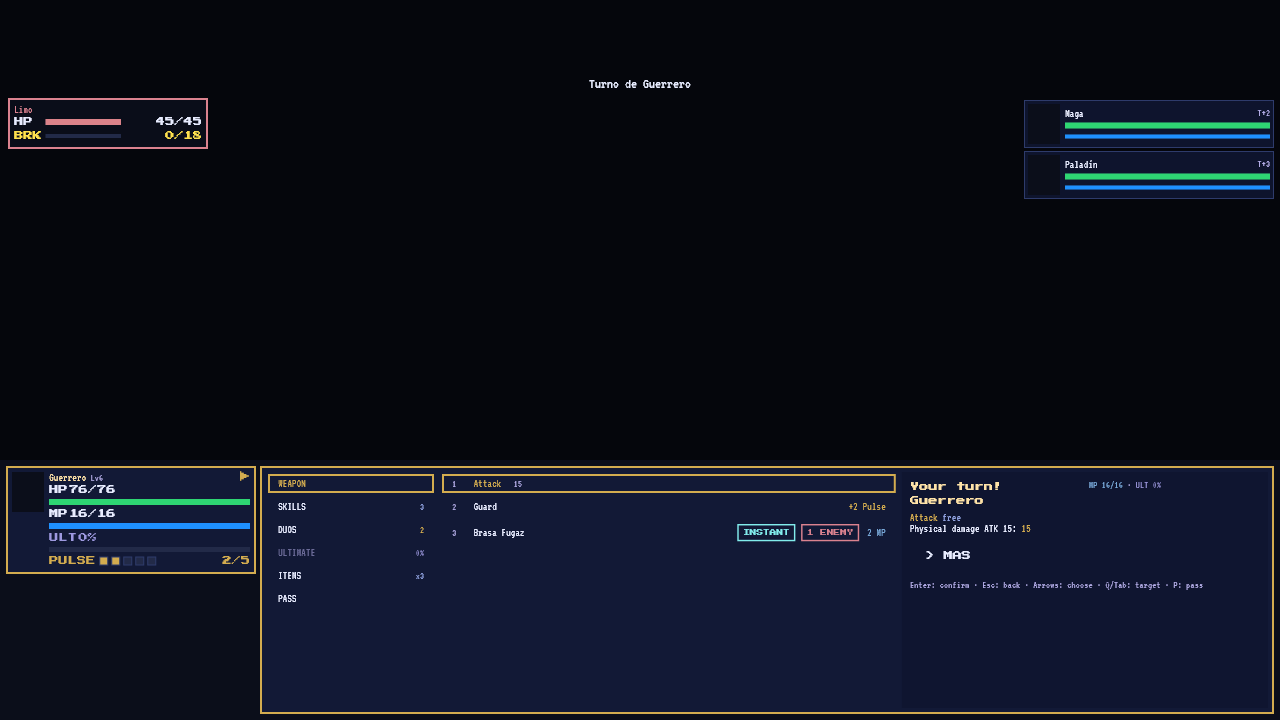 Turno de Guerrero
Limo
HP 45/45
BRK 0/18
Naga T+2
Paladín T+3
Guerrero Lv6
HP 76/76
MP 16/16
ULT 0%
PULSE 2/5
WEAPON
SKILLS 3
DUOS 2
ULTIMATE 0%
ITEMS x3
PASS
1 Attack 15
2 Guard +2 Pulse
3 Brasa Fugaz INSTANT 1 ENEMY 2 MP
Your turn! MP 16/16 · ULT 0%
Guerrero
Attack free
Physical damage ATK 15: 15
> MAS
Enter: confirm · Esc: back · Arrows: choose · Q/Tab: target · P: pass